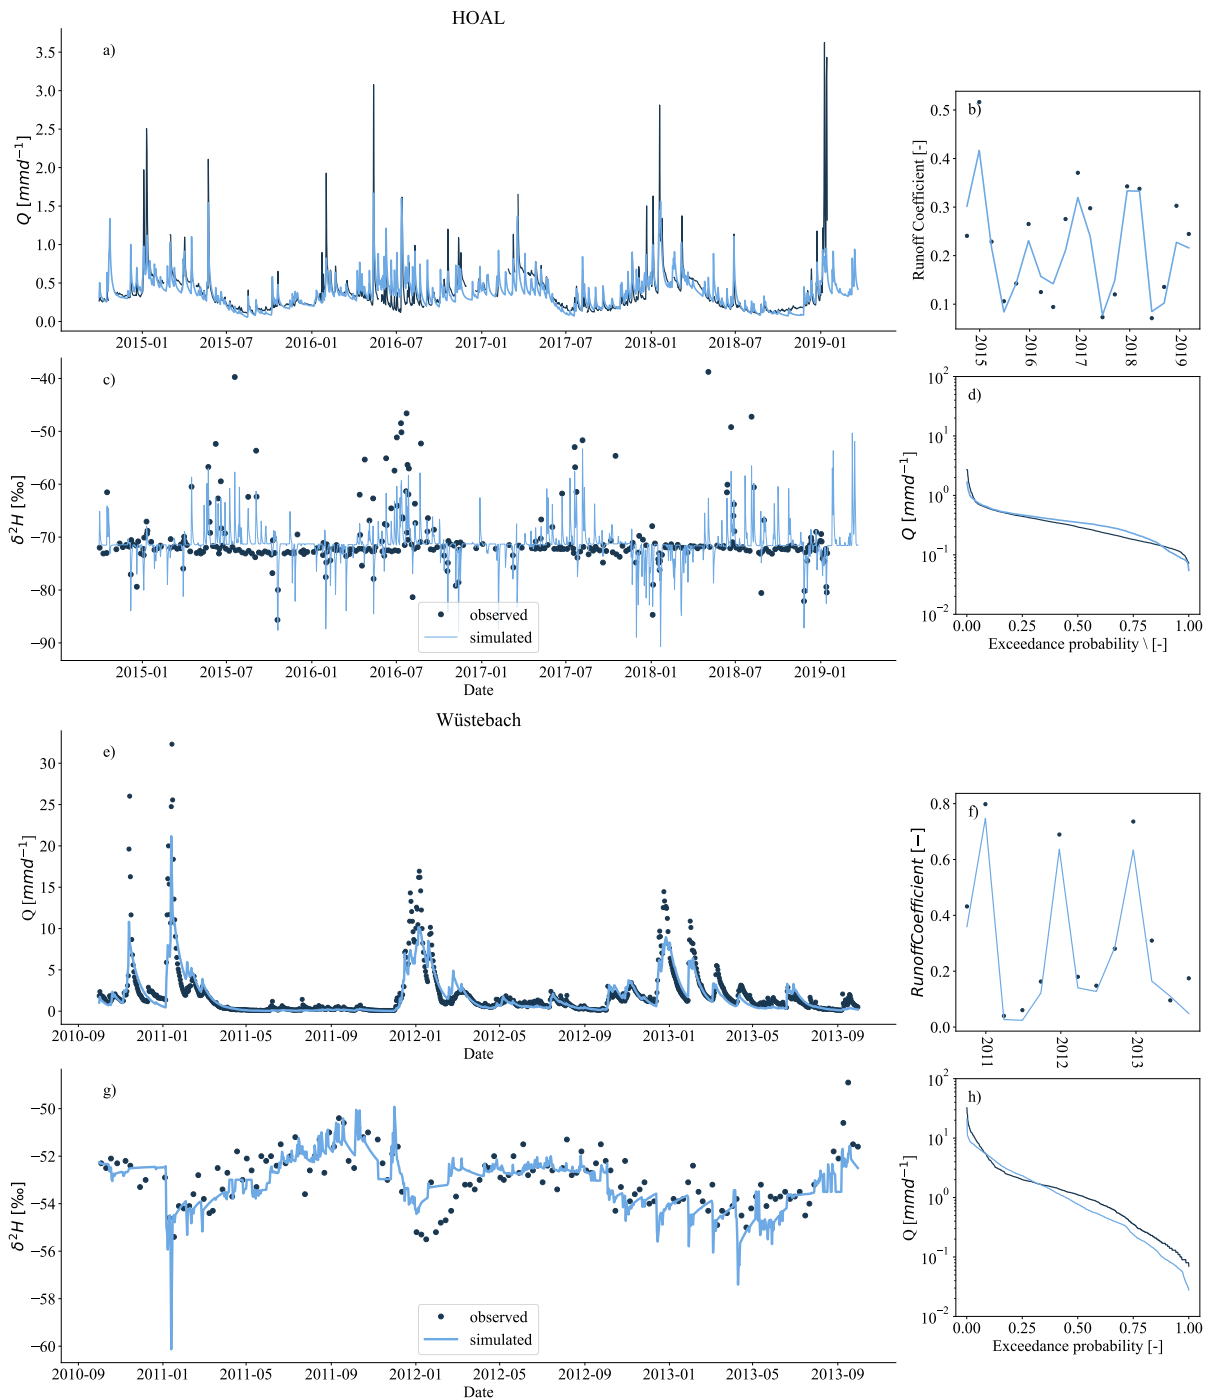 HOAL
a)
Q [mmd⁻¹]
3.5
3.0
2.5
2.0
1.5
1.0
0.5
0.0
2015-01 2015-07 2016-01 2016-07 2017-01 2017-07 2018-01 2018-07 2019-01
b)
Runoff Coefficient [-]
0.5
0.4
0.3
0.2
0.1
2015 2016 2017 2018 2019
c)
δ²H [‰]
−40
−50
−60
−70
−80
−90
observed
simulated
2015-01 2015-07 2016-01 2016-07 2017-01 2017-07 2018-01 2018-07 2019-01
Date
d)
Q [mmd⁻¹]
10²
10¹
10⁰
10⁻¹
10⁻²
0.00 0.25 0.50 0.75 1.00
Exceedance probability \ [-]
Wüstebach
e)
Q [mmd⁻¹]
30
25
20
15
10
5
0
2010-09 2011-01 2011-05 2011-09 2012-01 2012-05 2012-09 2013-01 2013-05 2013-09
Date
f)
RunoffCoefficient [−]
0.8
0.6
0.4
0.2
0.0
2011 2012 2013
g)
δ²H [‰]
−50
−52
−54
−56
−58
−60
observed
simulated
2010-09 2011-01 2011-05 2011-09 2012-01 2012-05 2012-09 2013-01 2013-05 2013-09
Date
h)
Q [mmd⁻¹]
10²
10¹
10⁰
10⁻¹
10⁻²
0.00 0.25 0.50 0.75 1.00
Exceedance probability [-]